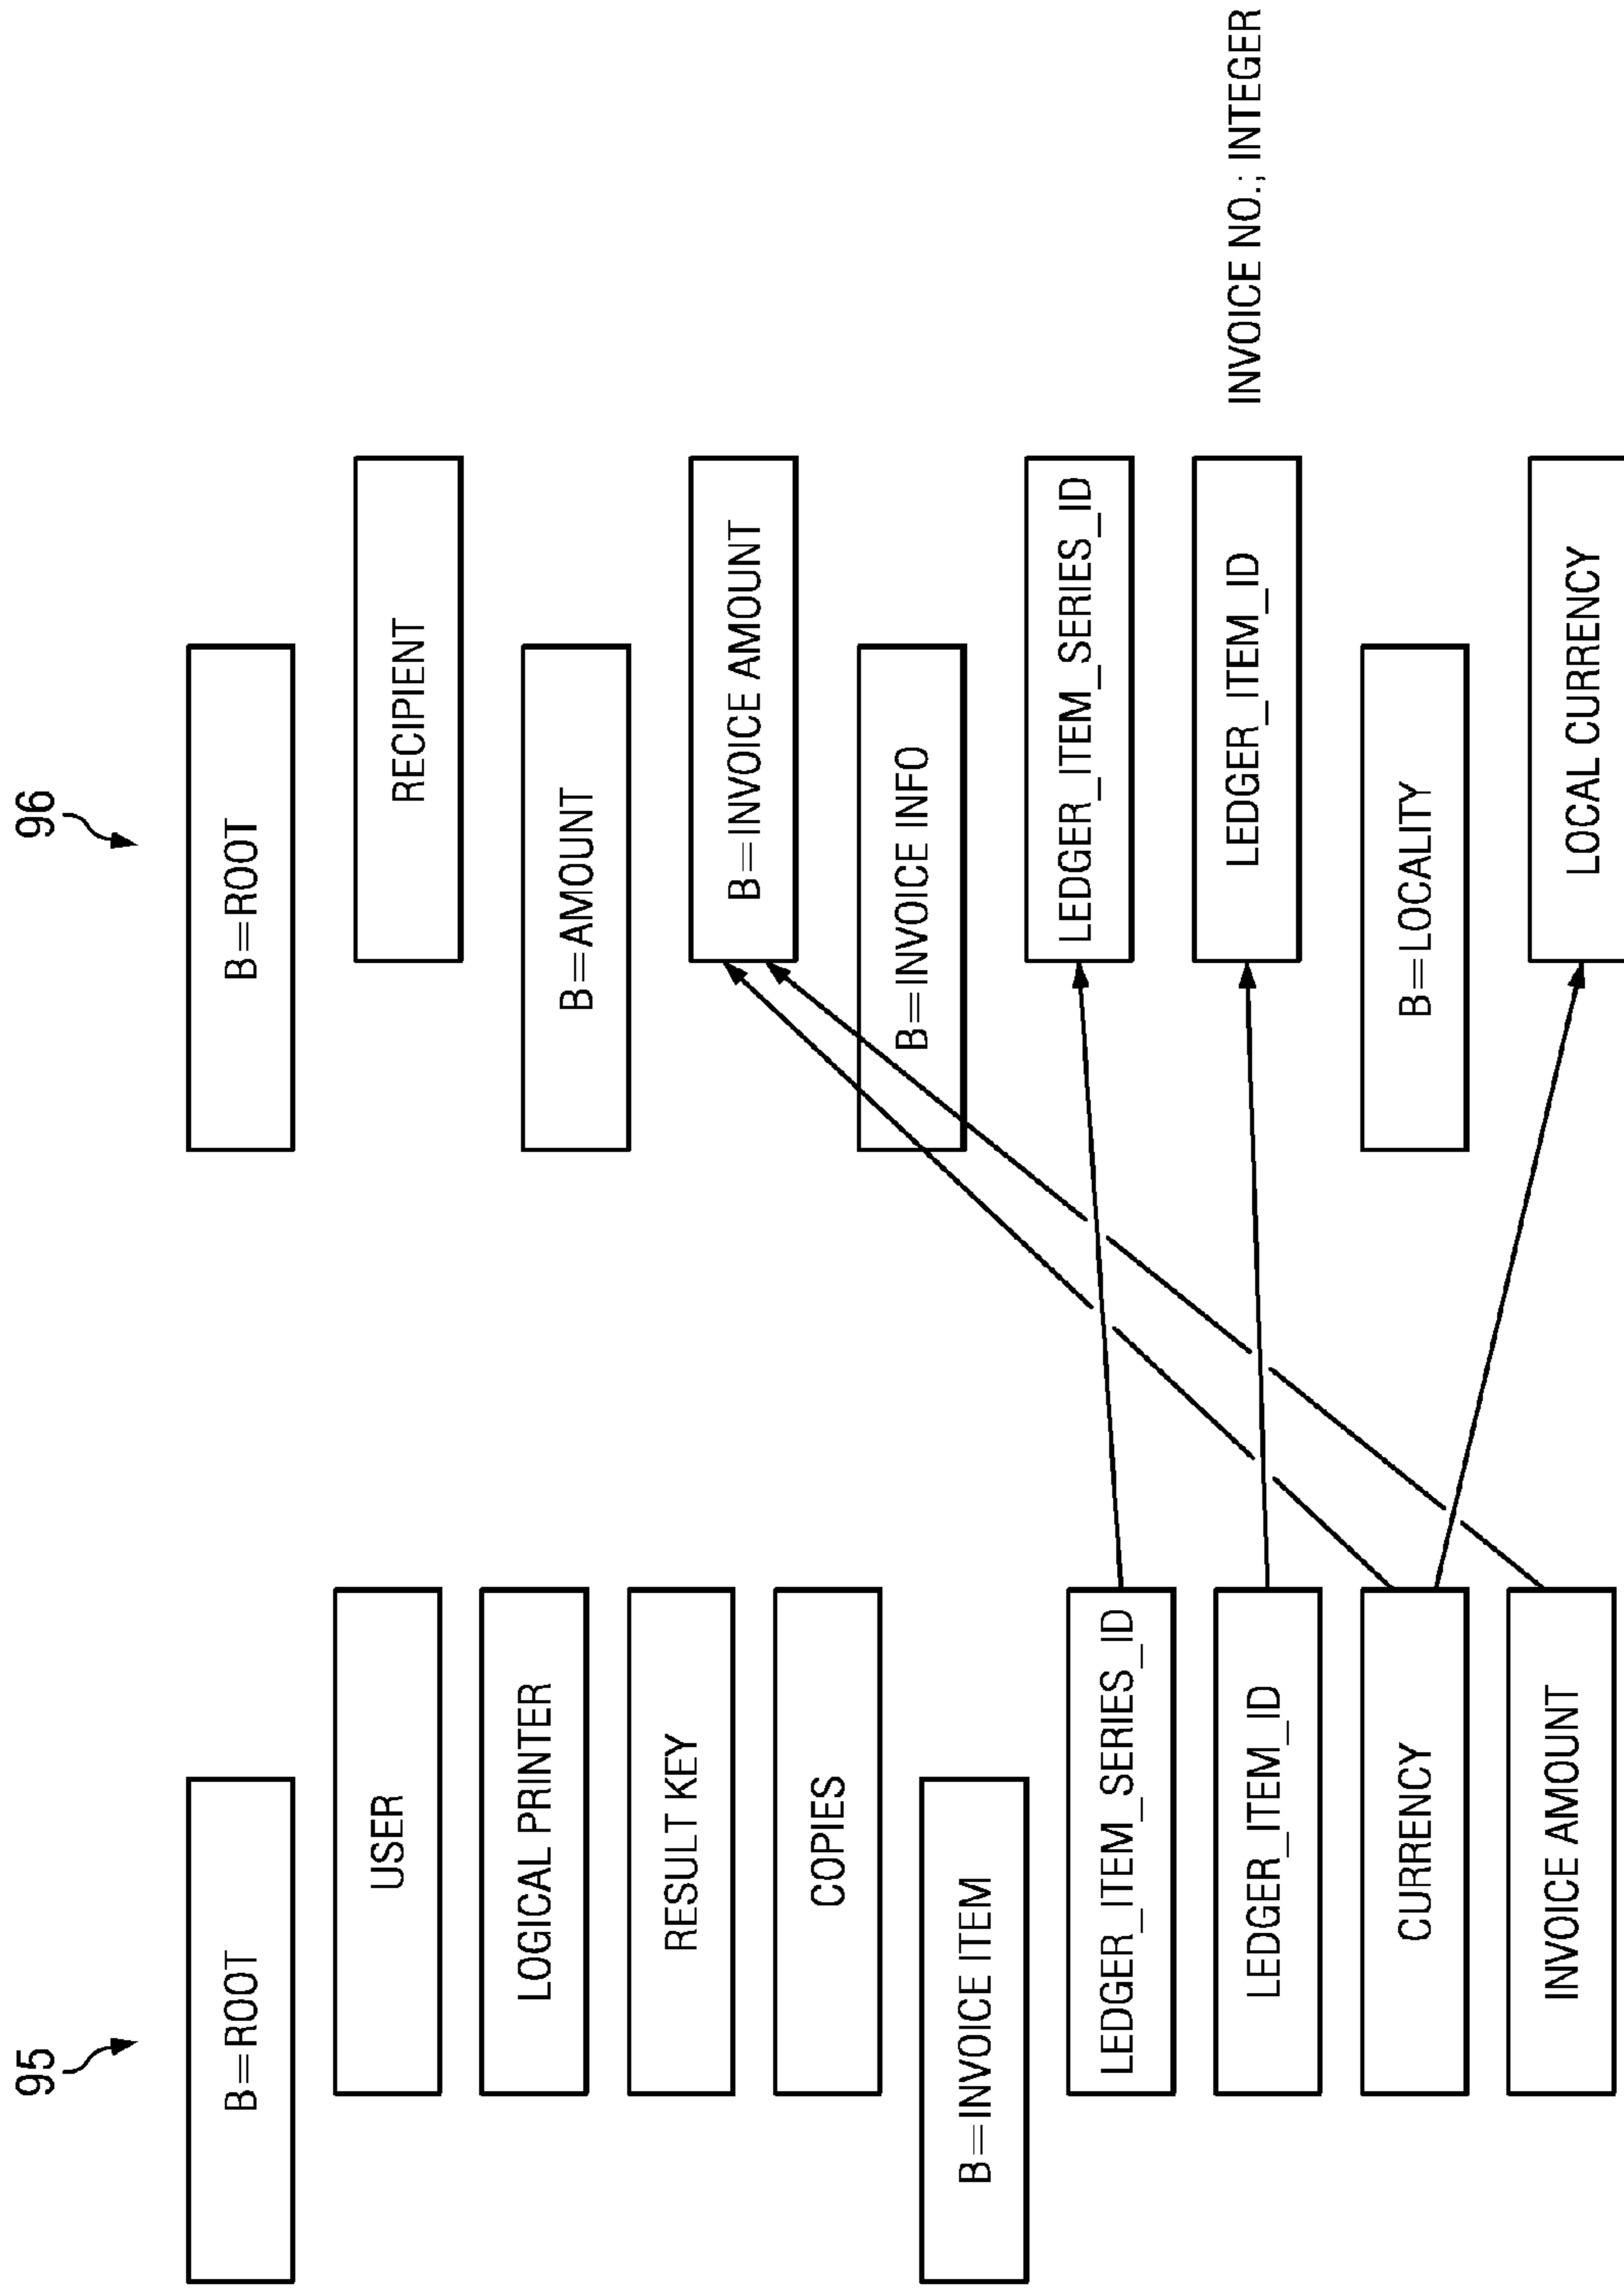 95
B=ROOT
USER
LOGICAL PRINTER
RESULT KEY
COPIES
B=INVOICE ITEM
LEDGER_ITEM_SERIES_ID
LEDGER_ITEM_ID
CURRENCY
INVOICE AMOUNT
96
B=ROOT
RECIPIENT
B=AMOUNT
B=INVOICE AMOUNT
B=INVOICE INFO
LEDGER_ITEM_SERIES_ID
LEDGER_ITEM_ID
INVOICE NO.; INTEGER
B=LOCALITY
LOCAL CURRENCY